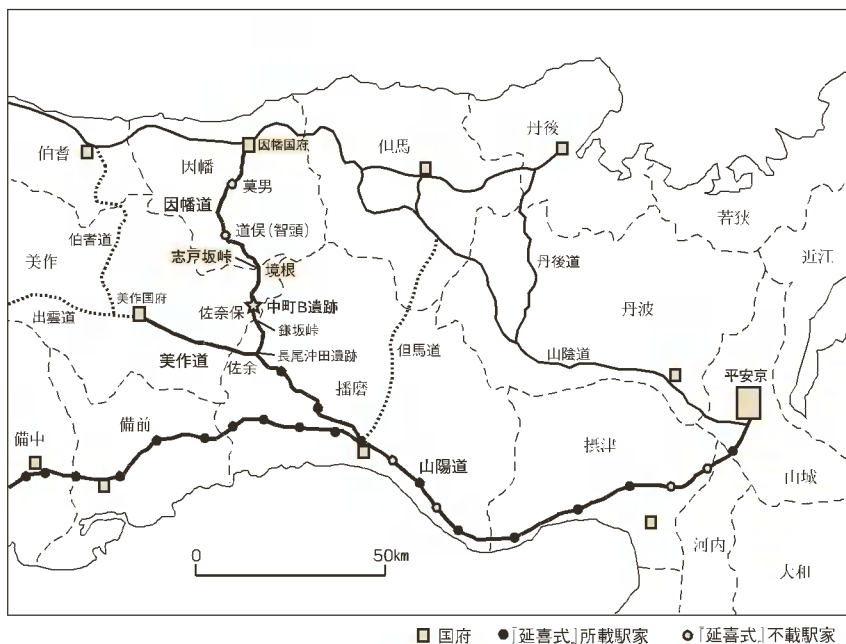 丹後
伯耆
因幡
因幡国府
但馬
莫男
因幡道
若狭
道俣（智頭）
伯耆道
志戸坂峠
境根
丹後道
近江
美作
美作国府
佐奈保
中町B遺跡
丹波
出雲道
鎌坂峠
美作道
長尾沖田遺跡
但馬道
山陰道
佐余
平安京
播磨
備前
備中
摂津
山陽道
山城
河内
大和
0
50km
国府
『延喜式』所載駅家
『延喜式』不載駅家